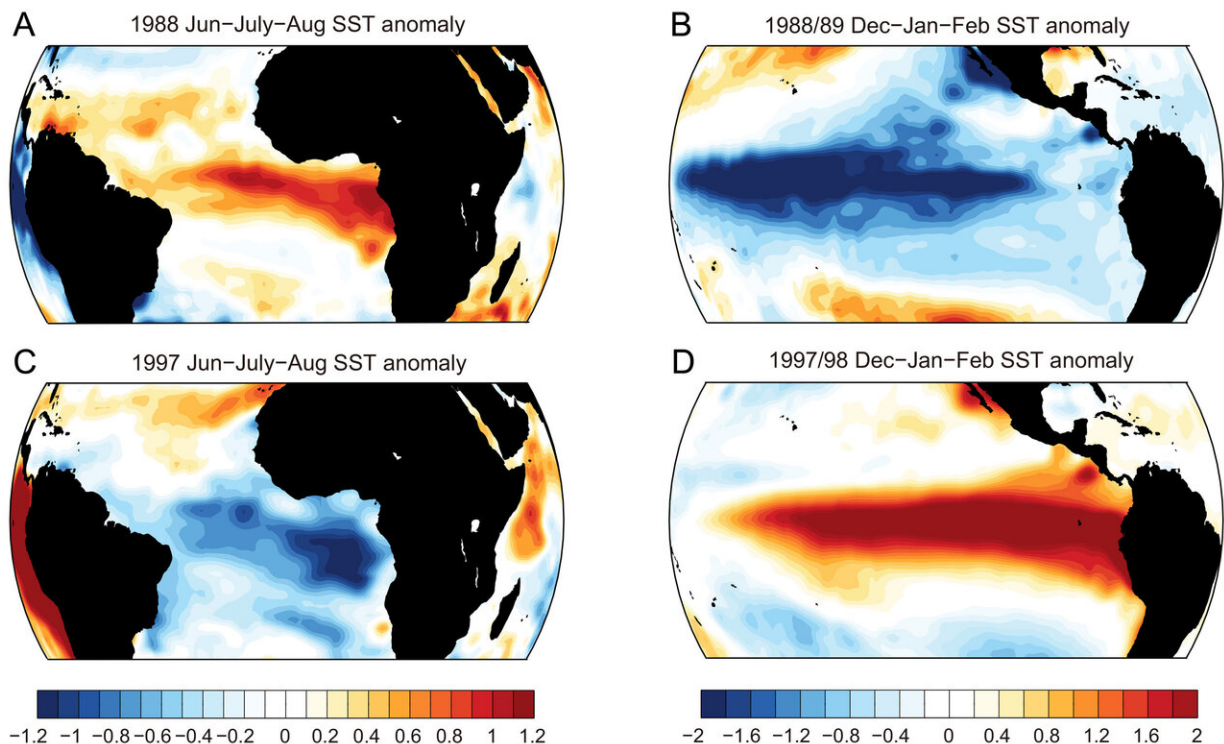 A 1988 Jun−July−Aug SST anomaly
B 1988/89 Dec−Jan−Feb SST anomaly
C 1997 Jun−July−Aug SST anomaly
D 1997/98 Dec−Jan−Feb SST anomaly
−1.2 −1 −0.8 −0.6 −0.4 −0.2 0 0.2 0.4 0.6 0.8 1 1.2
−2 −1.6 −1.2 −0.8 −0.4 0 0.4 0.8 1.2 1.6 2